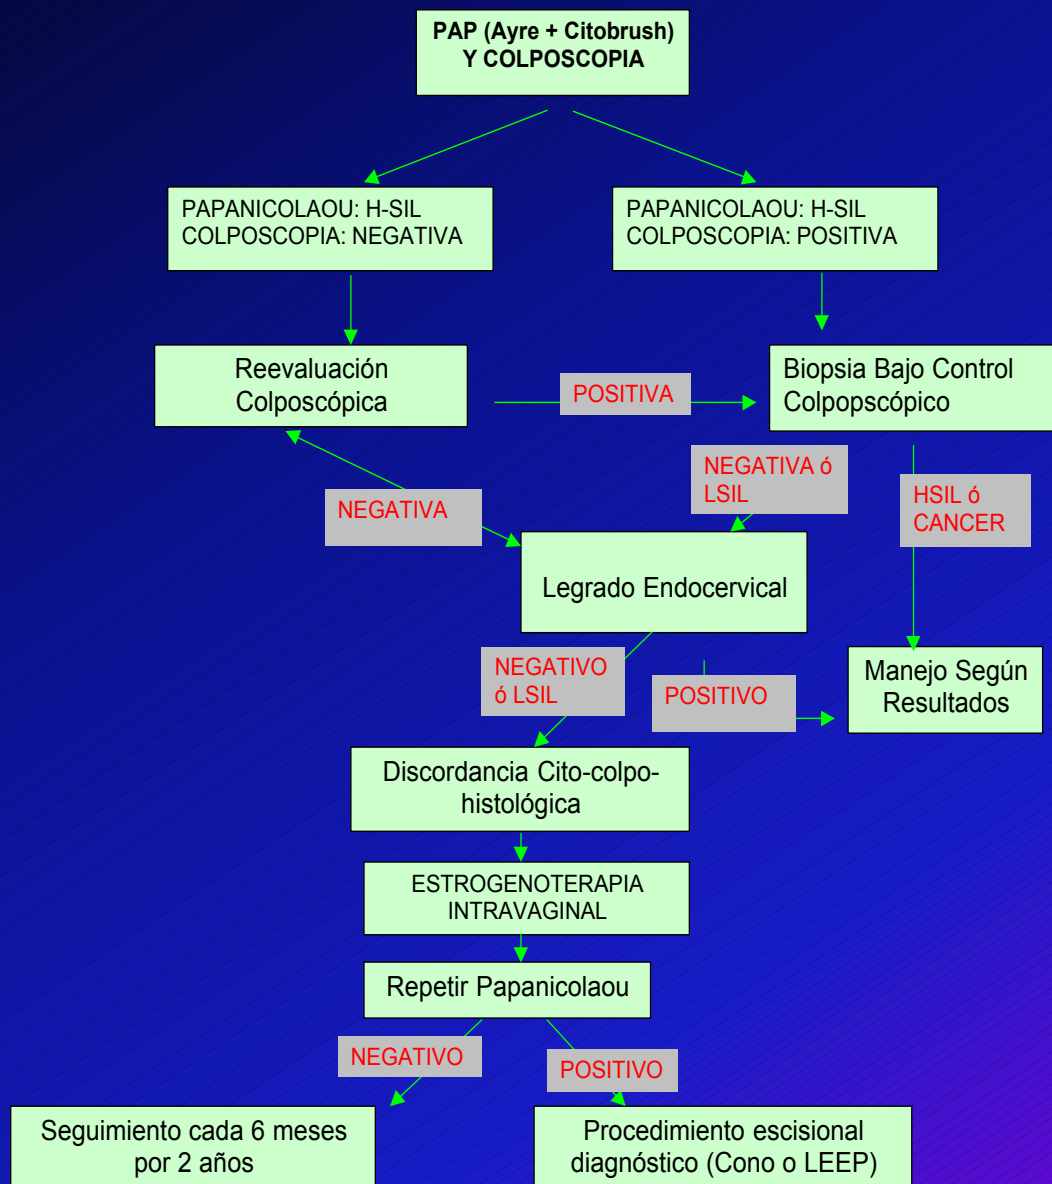 PAP (Ayre + Citobrush)
Y COLPOSCOPIA
PAPANICOLAOU: H-SIL
COLPOSCOPIA: NEGATIVA
PAPANICOLAOU: H-SIL
COLPOSCOPIA: POSITIVA
Reevaluación
Colposcópica
POSITIVA
Biopsia Bajo Control
Colpopscópico
NEGATIVA
NEGATIVA ó
LSIL
HSIL ó
CANCER
Legrado Endocervical
NEGATIVO
ó LSIL
POSITIVO
Manejo Según
Resultados
Discordancia Cito-colpo-
histológica
ESTROGENOTERAPIA
INTRAVAGINAL
Repetir Papanicolaou
NEGATIVO
POSITIVO
Seguimiento cada 6 meses
por 2 años
Procedimiento escisional
diagnóstico (Cono o LEEP)